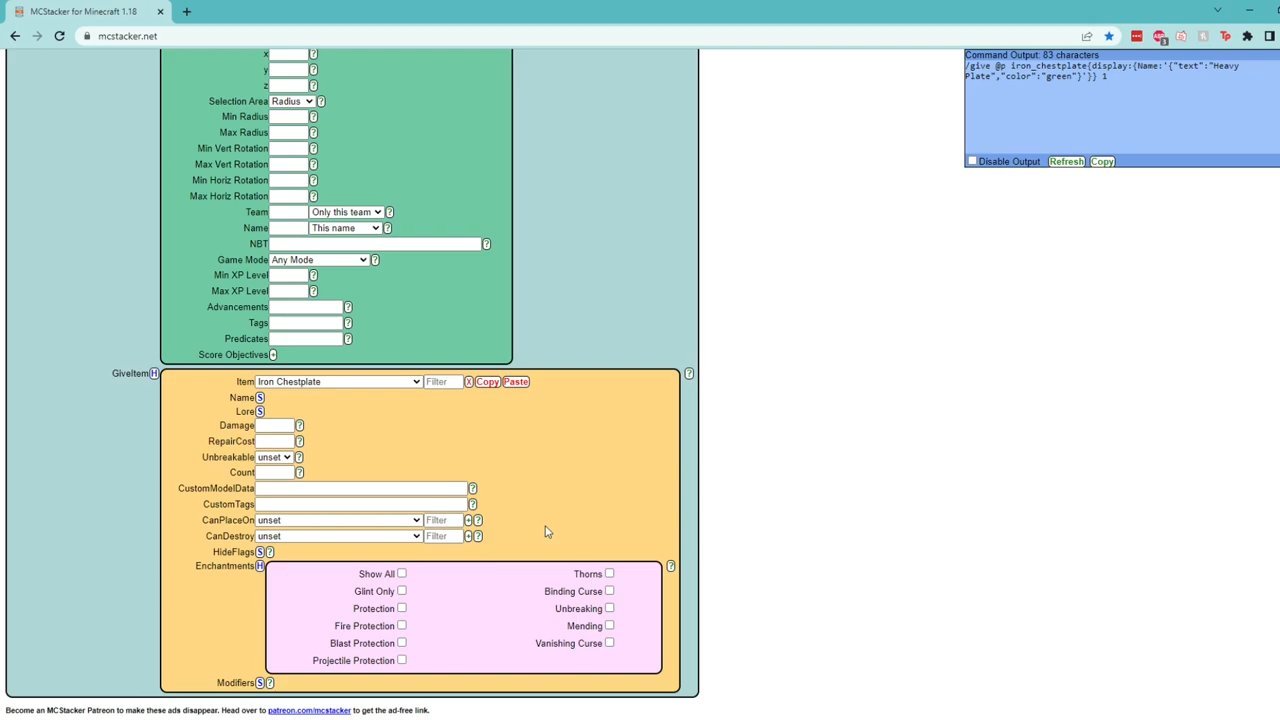 MCStacker for Minecraft 1.18
mcstacker.net
x ?
y ?
z ?
Selection Area Radius ?
Min Radius ?
Max Radius ?
Min Vert Rotation ?
Max Vert Rotation ?
Min Horiz Rotation ?
Max Horiz Rotation ?
Team Only this team ?
Name This name ?
NBT ?
Game Mode Any Mode ?
Min XP Level ?
Max XP Level ?
Advancements ?
Tags ?
Predicates ?
Score Objectives +
GiveItem H ?
Item Iron Chestplate Filter X Copy Paste
Name S
Lore S
Damage ?
RepairCost ?
Unbreakable unset ?
Count ?
CustomModelData ?
CustomTags ?
CanPlaceOn unset Filter + ?
CanDestroy unset Filter + ?
HideFlags S ?
Enchantments H ?
Show All Thorns
Glint Only Binding Curse
Protection Unbreaking
Fire Protection Mending
Blast Protection Vanishing Curse
Projectile Protection
Modifiers S ?
Become an MCStacker Patreon to make these ads disappear. Head over to patreon.com/mcstacker to get the ad-free link.
Command Output: 83 characters
/give @p iron_chestplate{display:{Name:'{"text":"Heavy
Plate","color":"green"}'}} 1
Disable Output Refresh Copy